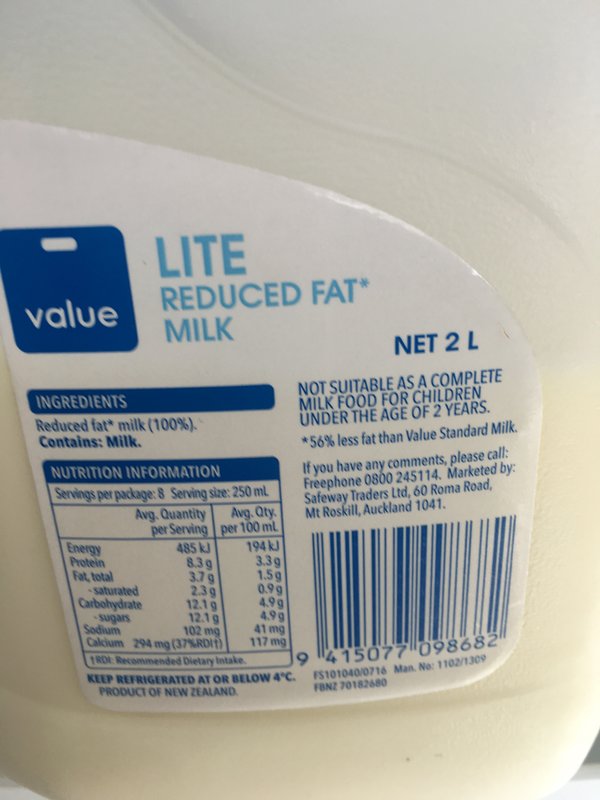 value
LITE
REDUCED FAT*
MILK
NET 2 L
INGREDIENTS
Reduced fat* milk (100%).
Contains: Milk.
NUTRITION INFORMATION
Servings per package: 8 Serving size: 250 mL
Avg. Quantity Avg. Qty.
per Serving per 100 mL
Energy 485 kJ 194 kJ
Protein 8.3 g 3.3 g
Fat, total 3.7 g 1.5 g
- saturated 2.3 g 0.9 g
Carbohydrate 12.1 g 4.9 g
- sugars 12.1 g 4.9 g
Sodium 102 mg 41 mg
Calcium 294 mg (37%RDI†) 117 mg
†RDI: Recommended Dietary Intake.
KEEP REFRIGERATED AT OR BELOW 4°C.
PRODUCT OF NEW ZEALAND.
NOT SUITABLE AS A COMPLETE
MILK FOOD FOR CHILDREN
UNDER THE AGE OF 2 YEARS.
*56% less fat than Value Standard Milk.
If you have any comments, please call:
Freephone 0800 245114. Marketed by:
Safeway Traders Ltd, 60 Roma Road,
Mt Roskill, Auckland 1041.
9 415077 098682
FS101040/0716 Man. No: 1102/1309
FBNZ 70182680